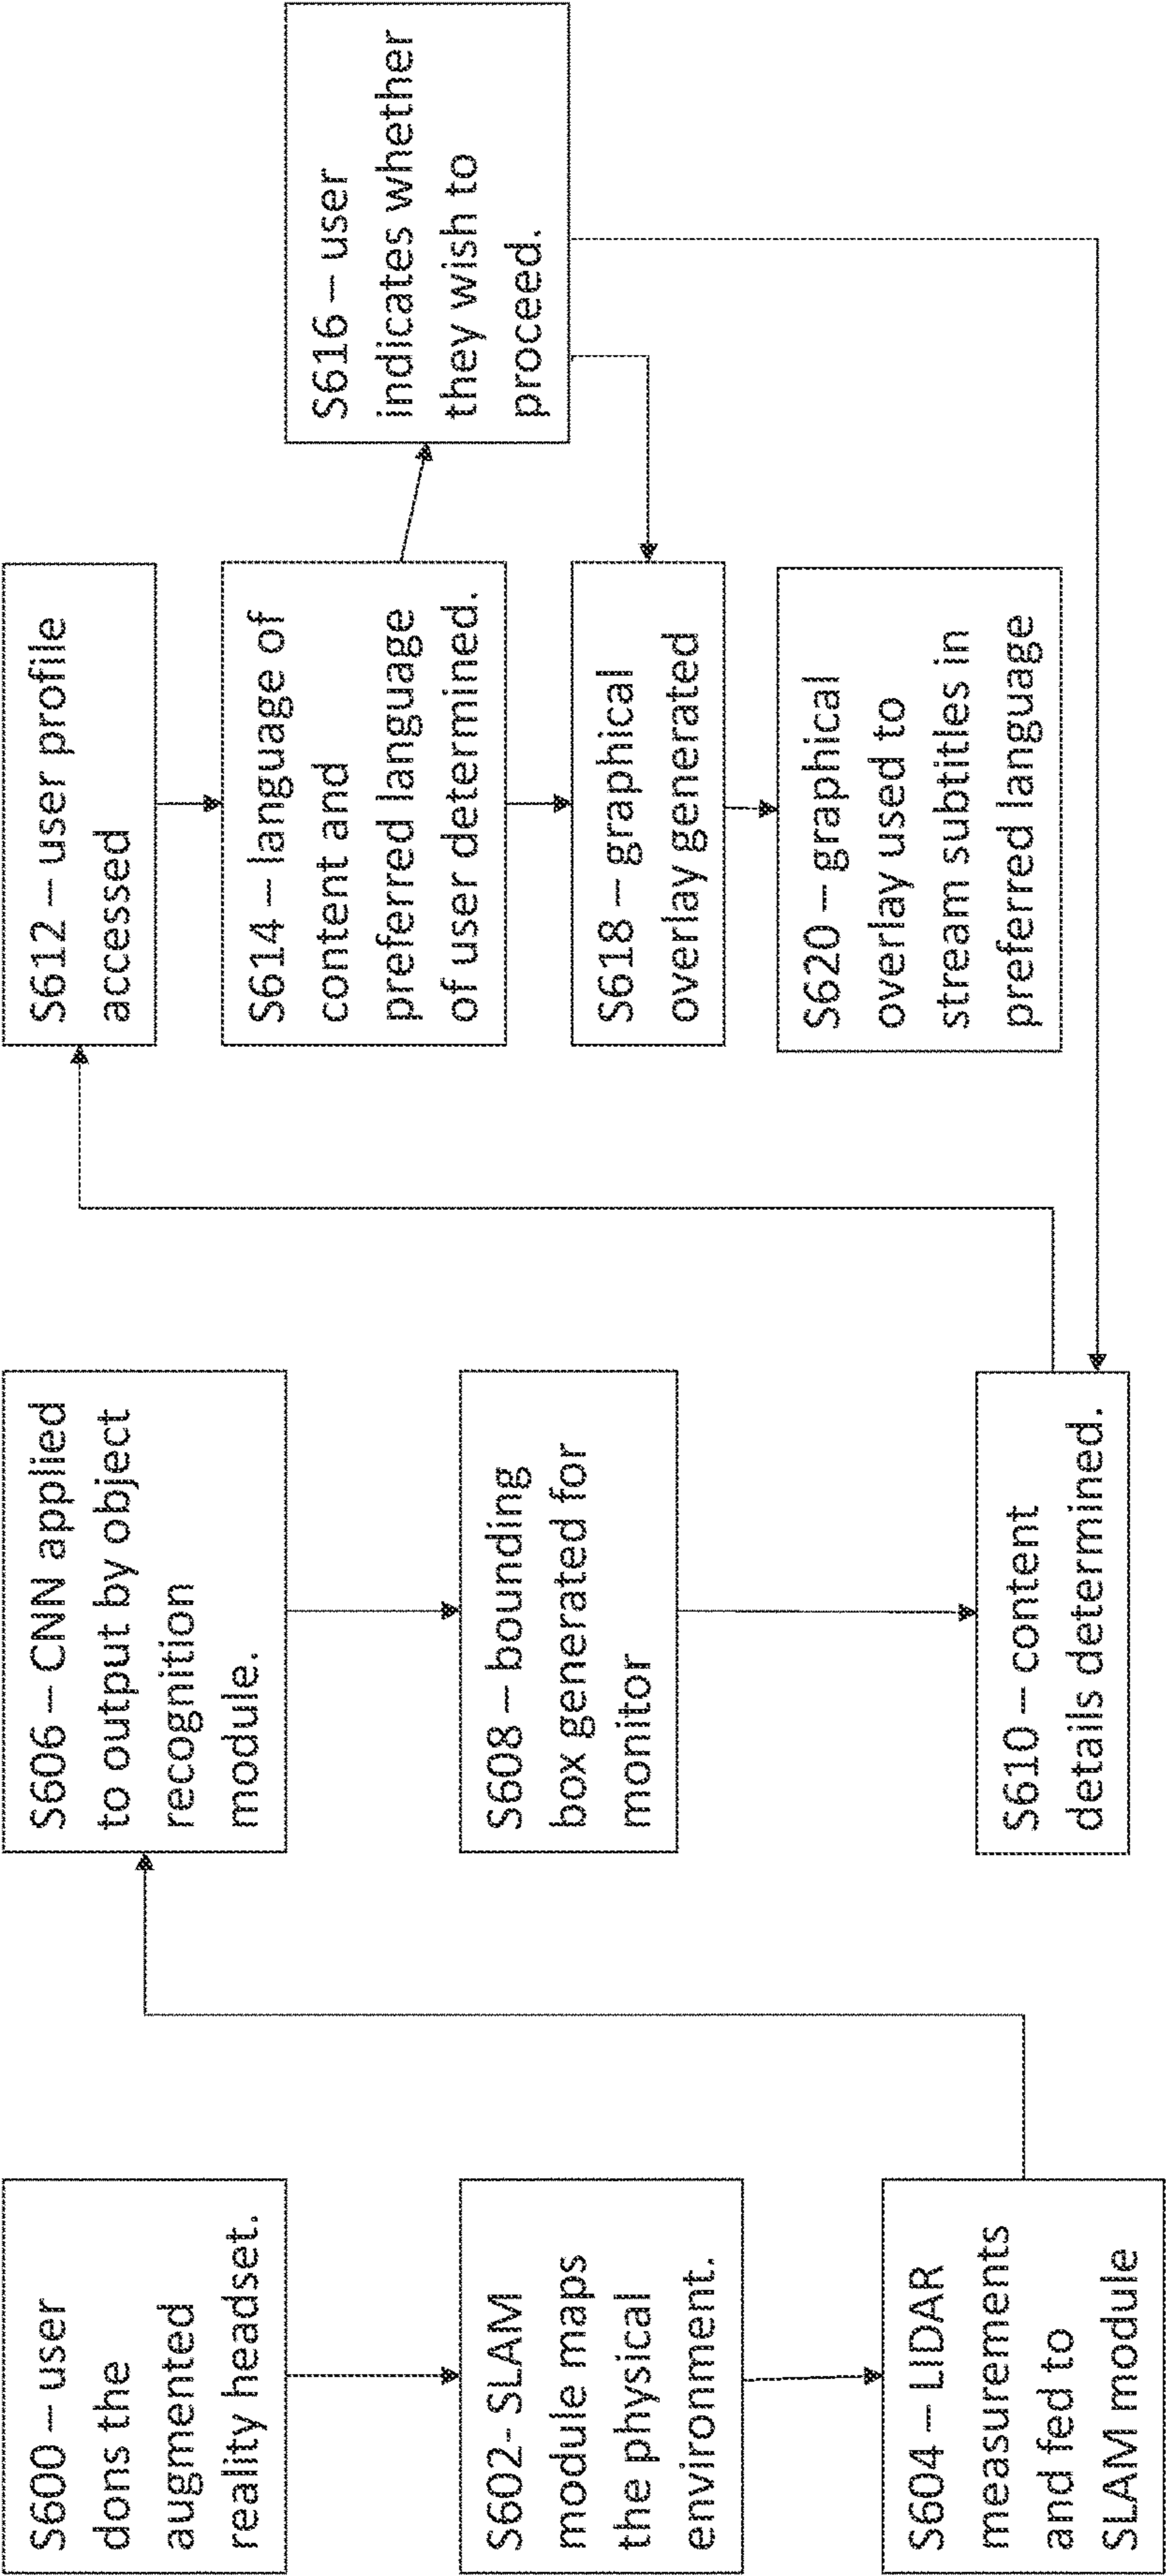 S600 – user
dons the
augmented
reality headset.
S602- SLAM
module maps
the physical
environment.
S604 – LIDAR
measurements
and fed to
SLAM module
S606 – CNN applied
to output by object
recognition
module.
S608 – bounding
box generated for
monitor
S610 – content
details determined.
S612 – user profile
accessed
S614 – language of
content and
preferred language
of user determined.
S616 – user
indicates whether
they wish to
proceed.
S618 – graphical
overlay generated
S620 – graphical
overlay used to
stream subtitles in
preferred language